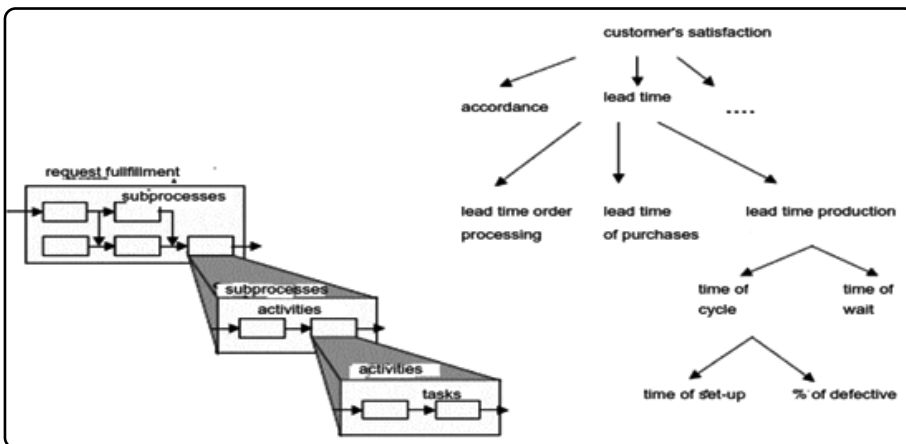 customer's satisfaction
accordance
lead time
....
request fullfillment
subprocesses
lead time order
processing
lead time
of purchases
lead time production
subprocesses
activities
time of
cycle
time of
wait
activities
tasks
time of set-up
% of defective